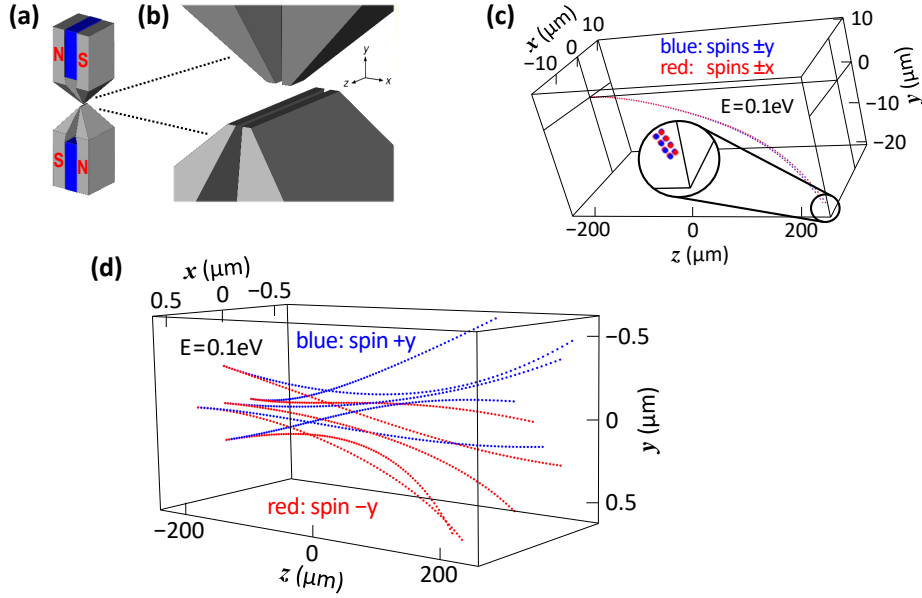 (a)
N
S
S
N
(b)
y
z
x
(c)
x (μm)
10
0
−10
blue: spins ±y
red: spins ±x
E=0.1eV
10
0
−10
−20
y (μm)
−200
0
200
z (μm)
(d)
x (μm)
0.5
0
−0.5
E=0.1eV
blue: spin +y
red: spin −y
−0.5
0
0.5
y (μm)
−200
0
200
z (μm)